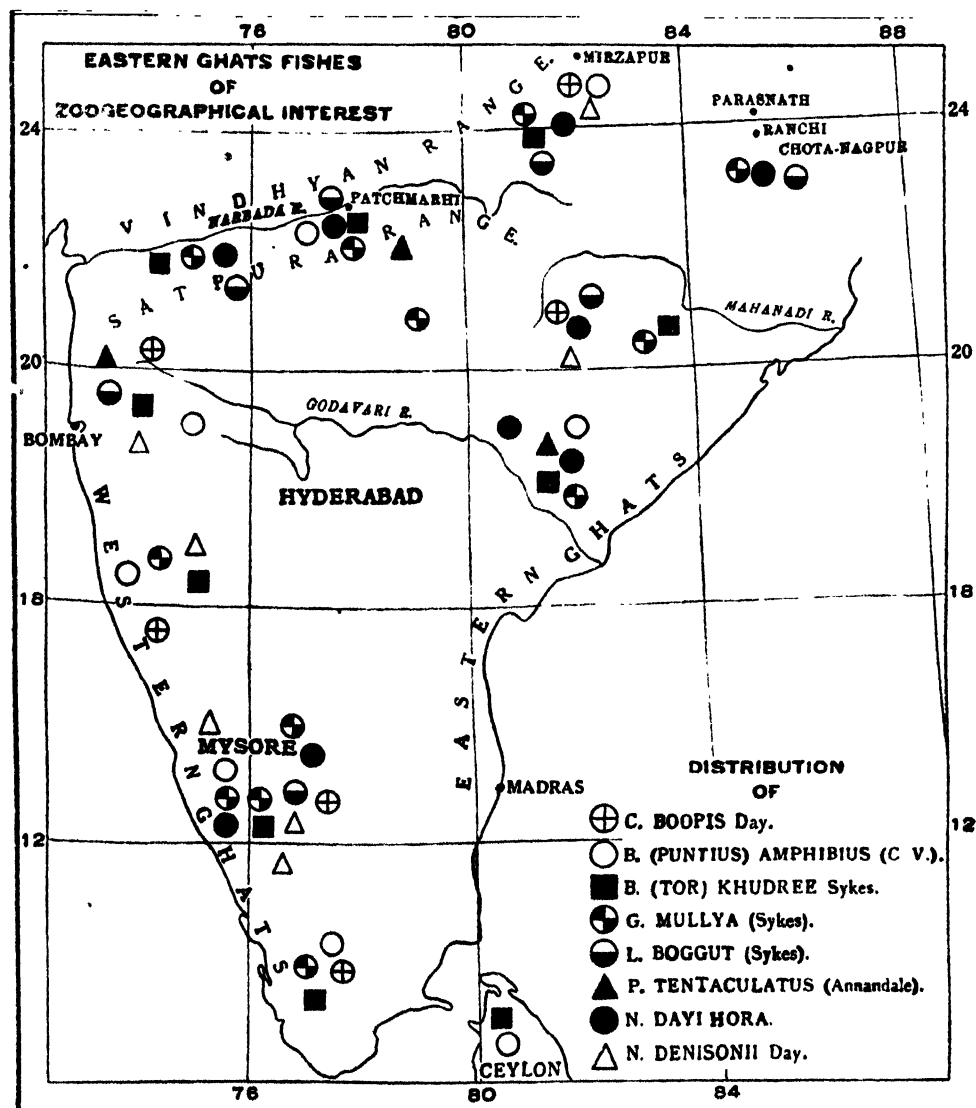 76 80 84 88
EASTERN GHATS FISHES
OF
ZOOGEOGRAPHICAL INTEREST
MIRZAPUR
PARASNATH
24 24
RANCHI
CHOTA-NAGPUR
VINDHYAN RANGE.
PATCHMARHI
NARBADA R.
SATPURA RANGE.
MAHANADI R.
20 20
GODAVARI R.
BOMBAY
HYDERABAD
WESTERN GHATS
EASTERN GHATS
18 18
MYSORE
MADRAS
DISTRIBUTION
OF
12 12
C. BOOPIS Day.
B. (PUNTIUS) AMPHIBIUS (C V.).
B. (TOR) KHUDREE Sykes.
G. MULLYA (Sykes).
L. BOGGUT (Sykes).
P. TENTACULATUS (Annandale).
N. DAYI HORA.
N. DENISONII Day.
CEYLON
76 80 84